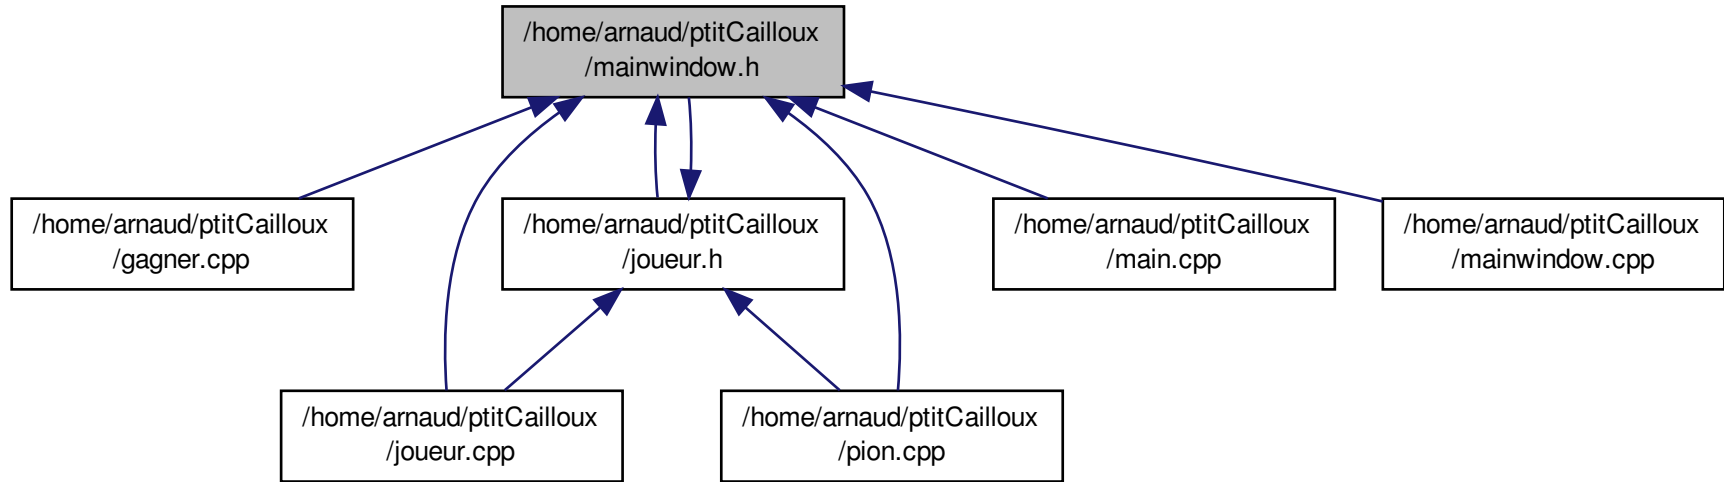 /home/arnaud/ptitCailloux
/mainwindow.h
/home/arnaud/ptitCailloux
/gagner.cpp
/home/arnaud/ptitCailloux
/joueur.h
/home/arnaud/ptitCailloux
/main.cpp
/home/arnaud/ptitCailloux
/mainwindow.cpp
/home/arnaud/ptitCailloux
/joueur.cpp
/home/arnaud/ptitCailloux
/pion.cpp